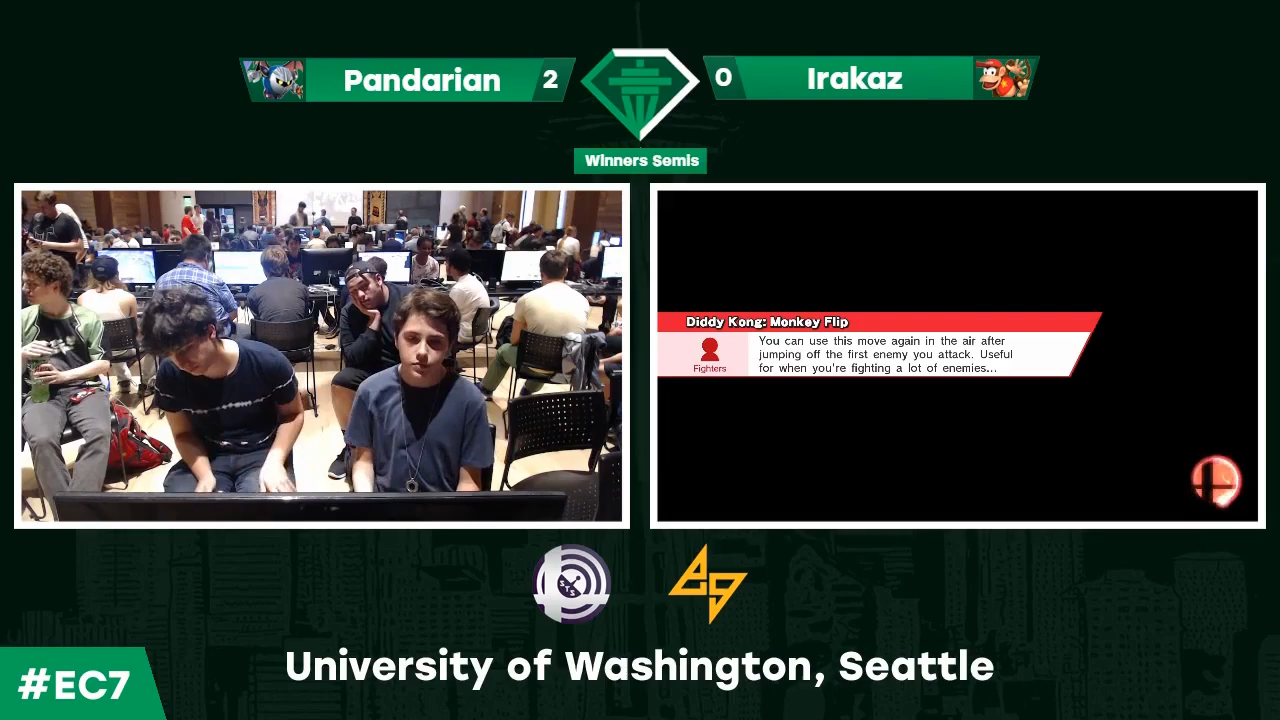 Pandarian 2
0 Irakaz
Winners Semis
Diddy Kong: Monkey Flip
You can use this move again in the air after
jumping off the first enemy you attack. Useful
for when you're fighting a lot of enemies...
Fighters
STS
eg
#EC7
University of Washington, Seattle